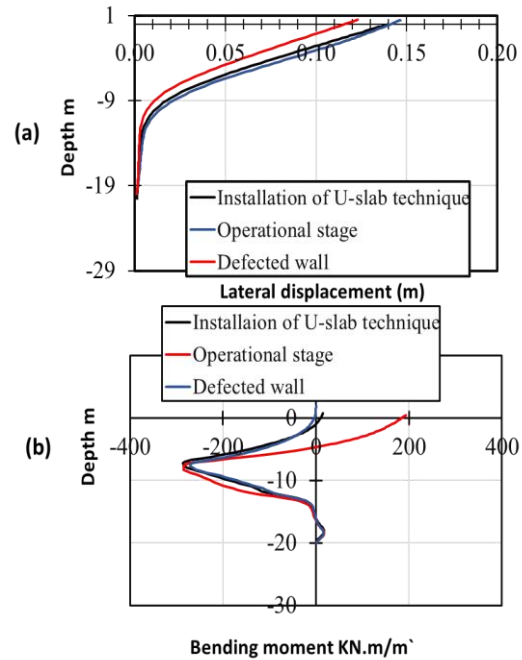 0.00 0.05 0.10 0.15 0.20
1
-9
-19
-29
Depth m
(a)
Installation of U-slab technique
Operational stage
Defected wall
Lateral displacement (m)
Installaion of U-slab technique
Operational stage
Defected wall
0
-10
-20
-30
-400 -200 0 200 400
Depth m
(b)
Bending moment KN.m/m`